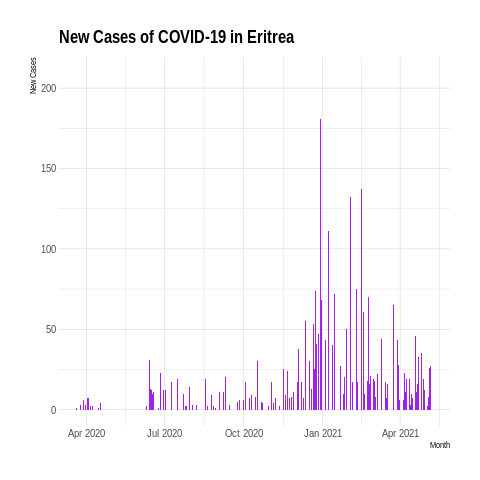 New Cases of COVID-19 in Eritrea
New Cases
200
150
100
50
0
Apr 2020 Jul 2020 Oct 2020 Jan 2021 Apr 2021
Month